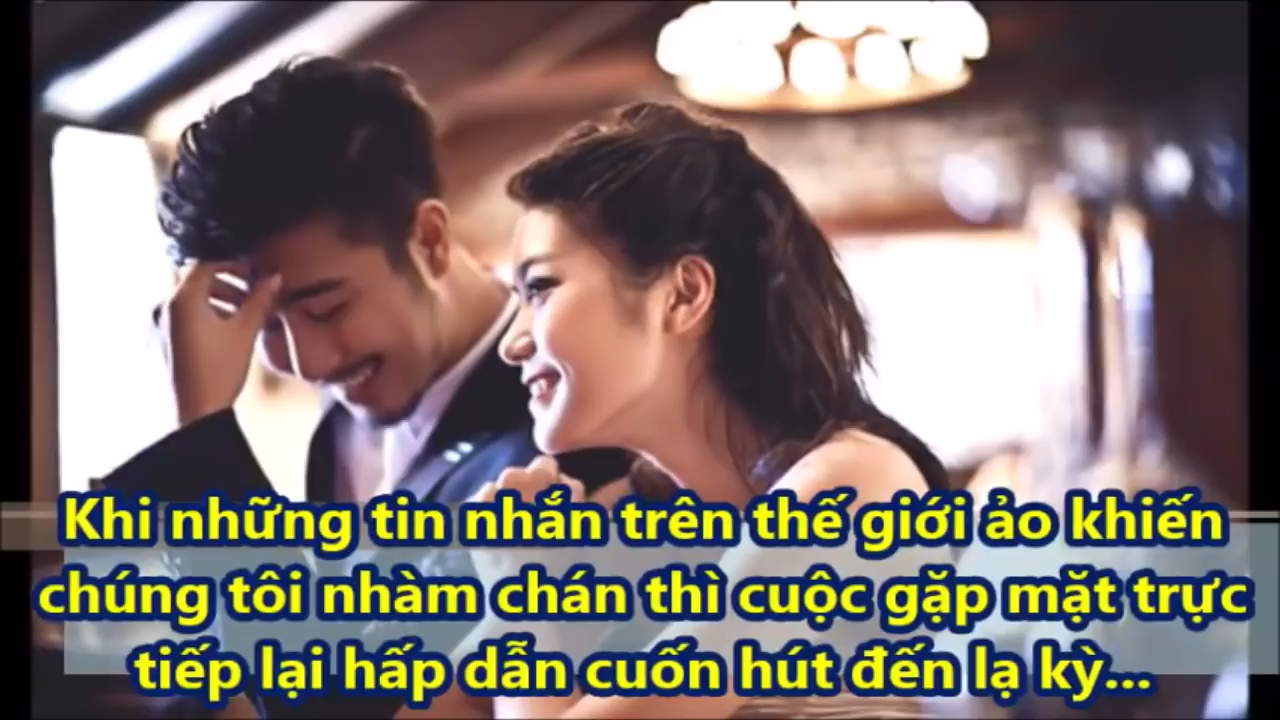 Khi những tin nhắn trên thế giới ảo khiến
chúng tôi nhàm chán thì cuộc gặp mặt trực
tiếp lại hấp dẫn cuốn hút đến lạ kỳ...